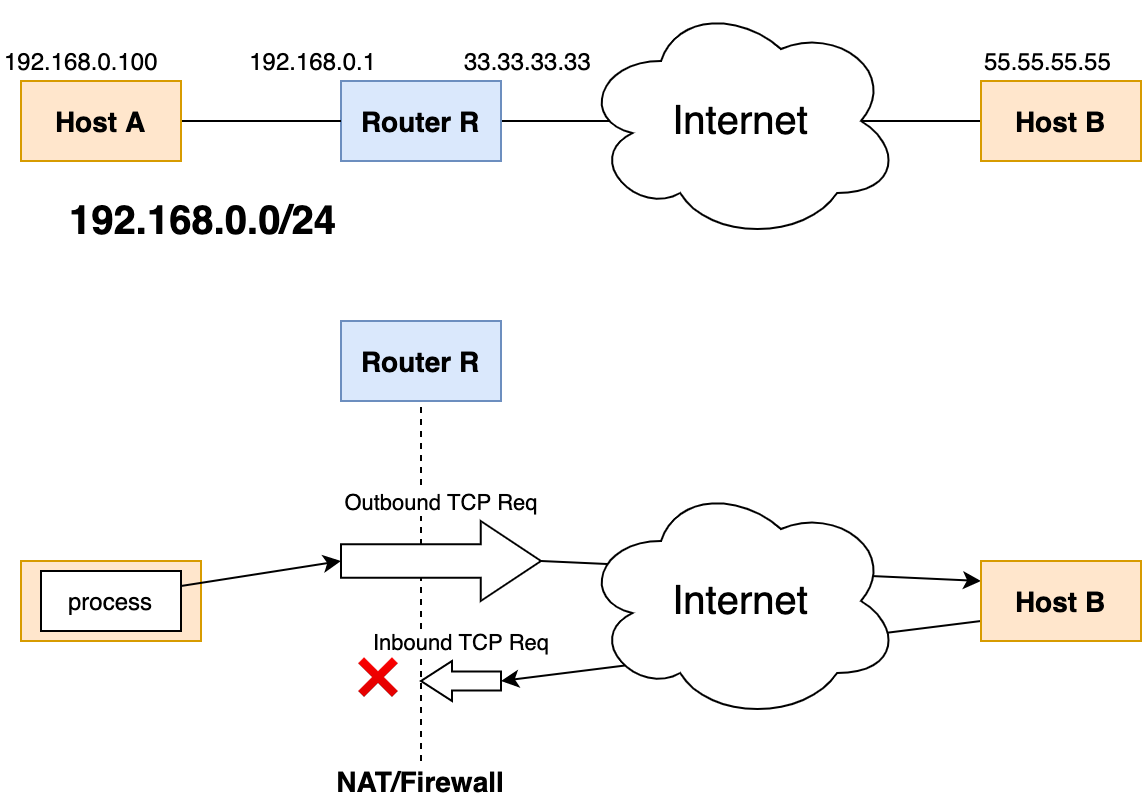 192.168.0.100
192.168.0.1
33.33.33.33
55.55.55.55
Host A
Router R
Internet
Host B
192.168.0.0/24
Router R
Outbound TCP Req
process
Internet
Host B
Inbound TCP Req
NAT/Firewall